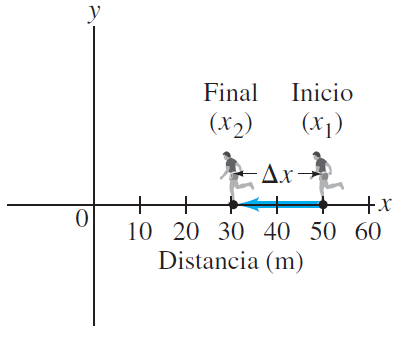 y
Final Inicio
(x₂) (x₁)
Δx
x
0
10 20 30 40 50 60
Distancia (m)